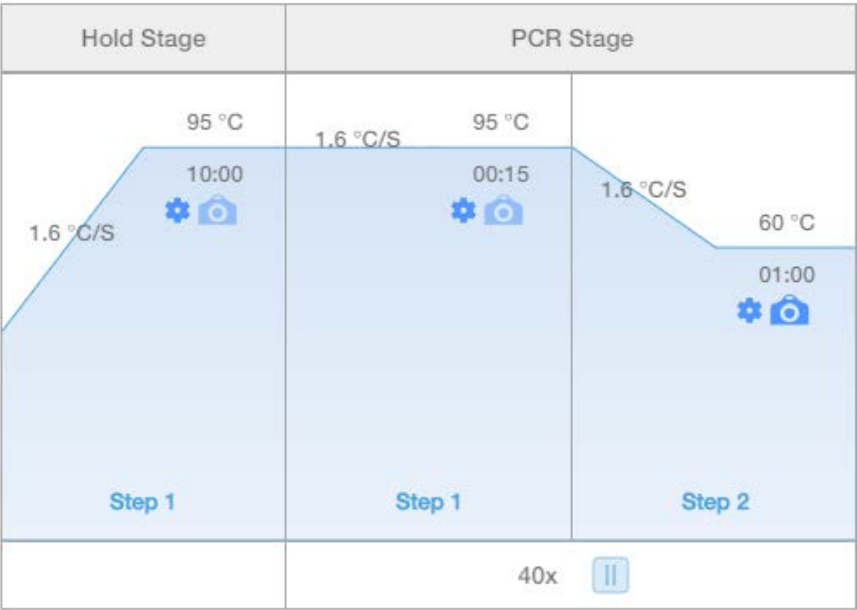 Hold Stage
PCR Stage
95 °C
10:00
1.6 °C/S
Step 1
1.6 °C/S
95 °C
00:15
Step 1
1.6 °C/S
60 °C
01:00
Step 2
40x